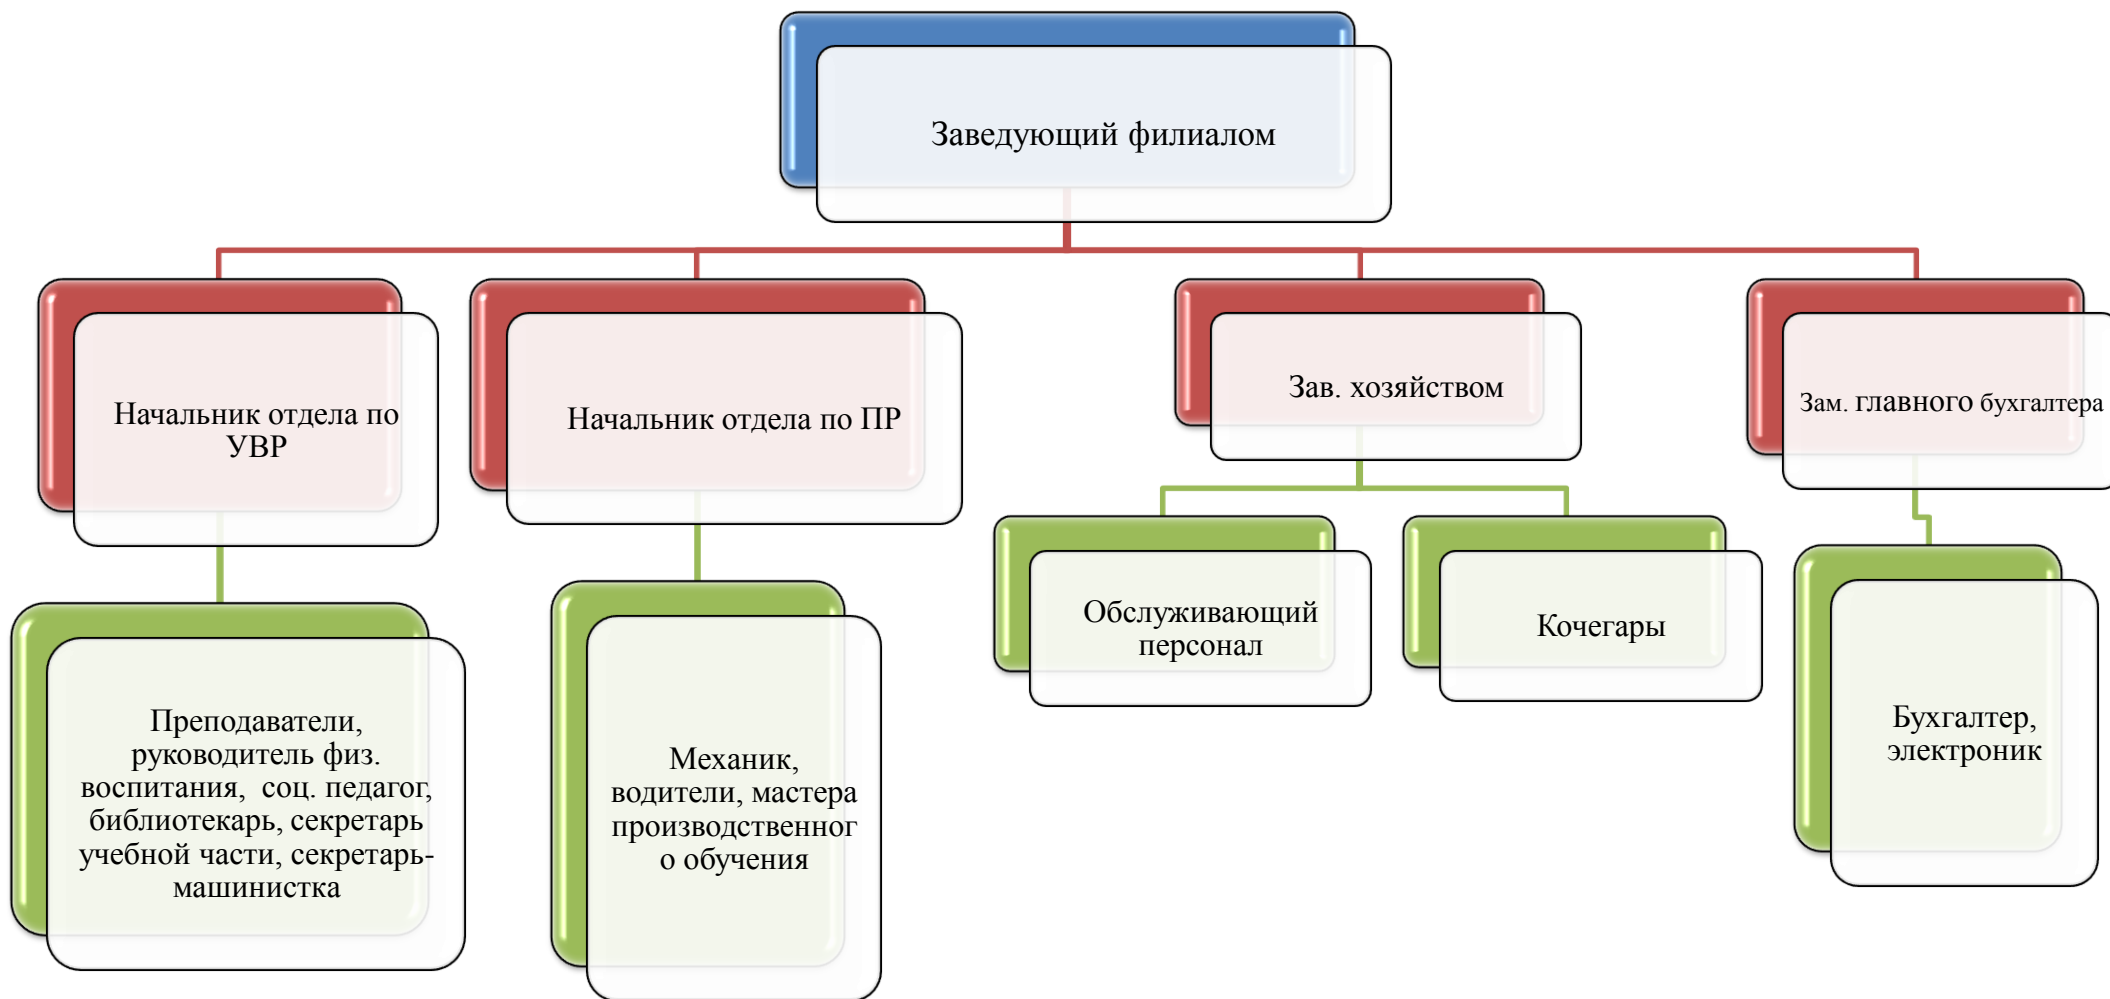 Заведующий филиалом
Начальник отдела по
УВР
Начальник отдела по ПР
Зав. хозяйством
Зам. главного бухгалтера
Обслуживающий
персонал
Кочегары
Преподаватели,
руководитель физ.
воспитания, соц. педагог,
библиотекарь, секретарь
учебной части, секретарь-
машинистка
Механик,
водители, мастера
производственног
о обучения
Бухгалтер,
электроник